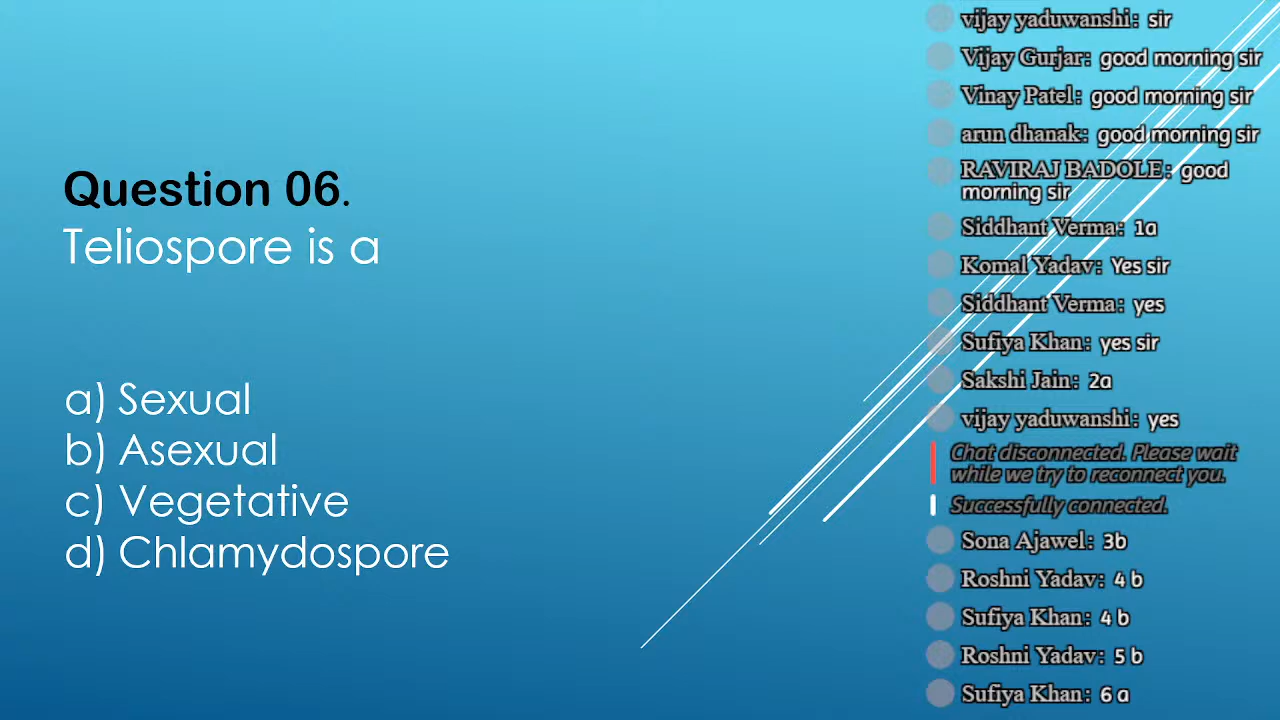 Question 06.
Teliospore is a
a) Sexual
b) Asexual
c) Vegetative
d) Chlamydospore
vijay yaduwanshi: sir
Vijay Gurjar: good morning sir
Vinay Patel: good morning sir
arun dhanak: good morning sir
RAVIRAJ BADOLE: good
morning sir
Siddhant Verma: 1a
Komal Yadav: Yes sir
Siddhant Verma: yes
Sufiya Khan: yes sir
Sakshi Jain: 2a
vijay yaduwanshi: yes
Chat disconnected. Please wait
while we try to reconnect you.
Successfully connected.
Sona Ajawel: 3b
Roshni Yadav: 4 b
Sufiya Khan: 4 b
Roshni Yadav: 5 b
Sufiya Khan: 6 a